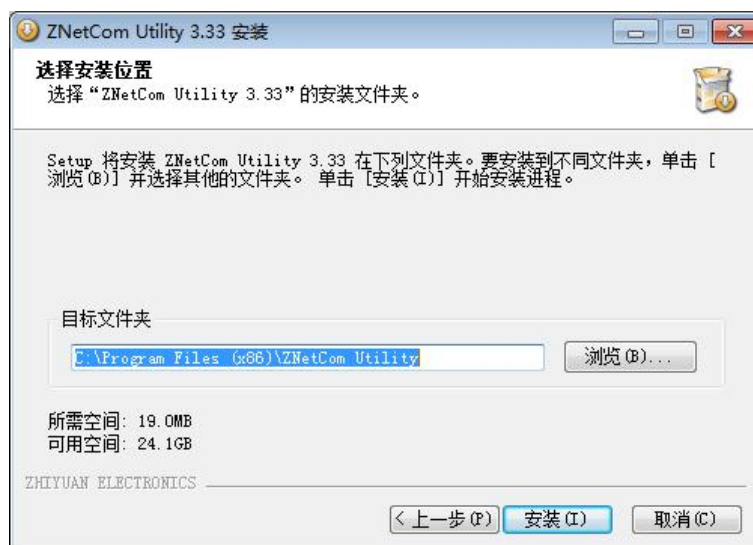 ZNetCom Utility 3.33 安装
选择安装位置
选择“ZNetCom Utility 3.33”的安装文件夹。
Setup 将安装 ZNetCom Utility 3.33 在下列文件夹。要安装到不同文件夹，单击 [
浏览(B)] 并选择其他的文件夹。 单击 [安装(I)] 开始安装进程。
目标文件夹
C:\Program Files (x86)\ZNetCom Utility
浏览(B)...
所需空间: 19.0MB
可用空间: 24.1GB
ZHIYUAN ELECTRONICS
< 上一步(P)
安装(I)
取消(C)